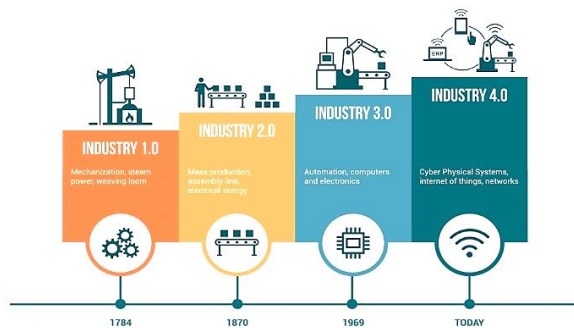 ERP
INDUSTRY 1.0
Mechanization, steam
power, weaving loom
INDUSTRY 2.0
Mass production,
assembly line,
electrical energy
INDUSTRY 3.0
Automation, computers
and electronics
INDUSTRY 4.0
Cyber Physical Systems,
internet of things, networks
1784
1870
1969
TODAY